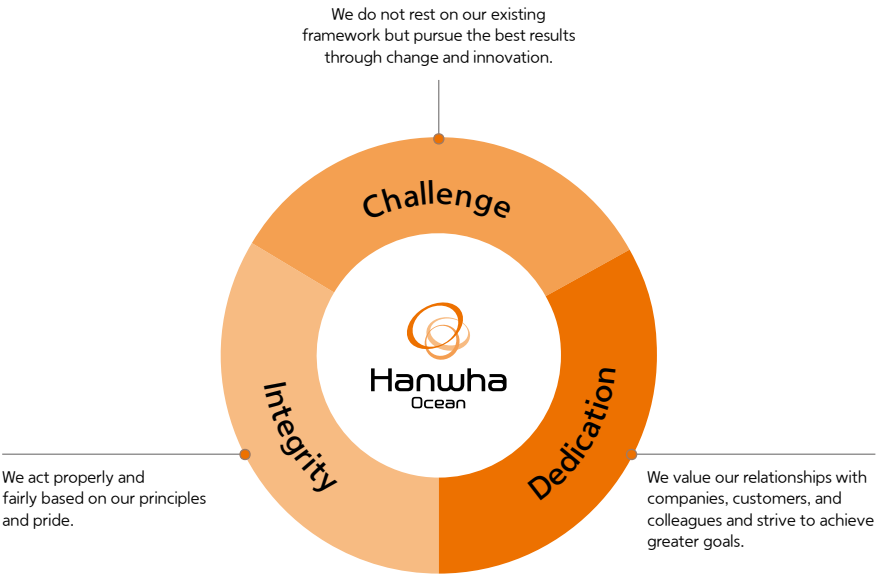 We do not rest on our existing
framework but pursue the best results
through change and innovation.
Challenge
Hanwha
Ocean
Integrity
Dedication
We act properly and
fairly based on our principles
and pride.
We value our relationships with
companies, customers, and
colleagues and strive to achieve
greater goals.